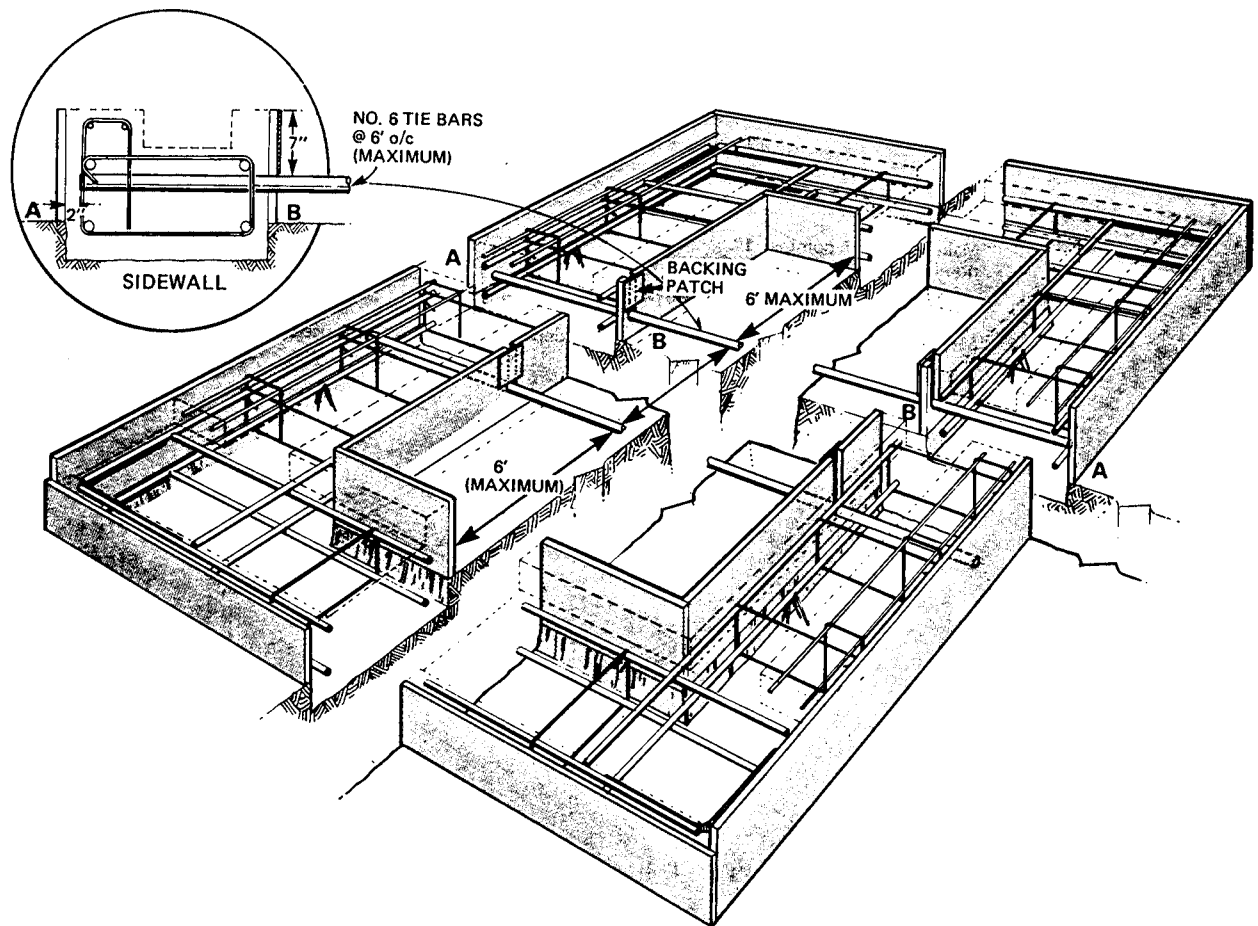 NO. 6 TIE BARS
@ 6' o/c
(MAXIMUM)
7"
A
2"
B
SIDEWALL
A
BACKING
PATCH
6' MAXIMUM
B
6'
(MAXIMUM)
B
A